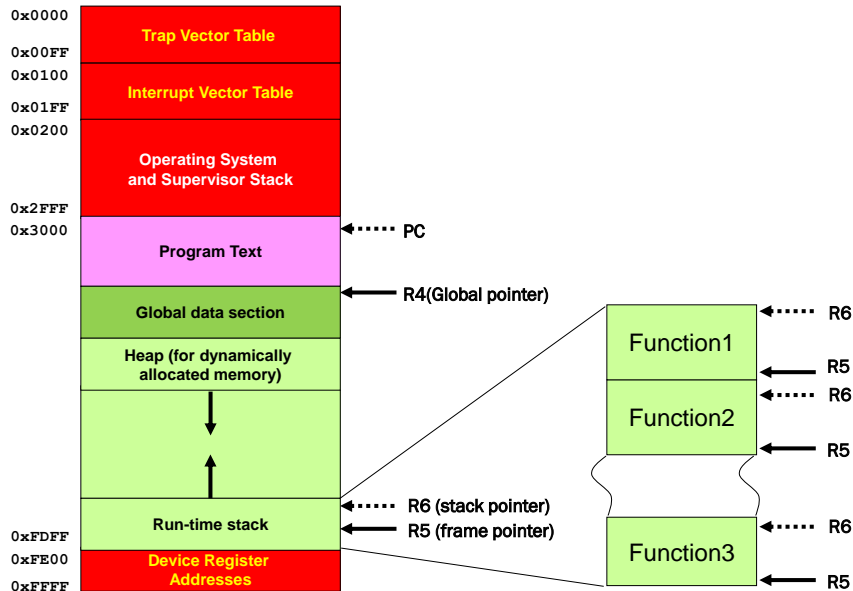 0x0000
Trap Vector Table
0x00FF
0x0100
Interrupt Vector Table
0x01FF
0x0200
Operating System
and Supervisor Stack
0x2FFF
0x3000
PC
Program Text
R4(Global pointer)
Global data section
Heap (for dynamically
allocated memory)
R6 (stack pointer)
Run-time stack
R5 (frame pointer)
0xFDFF
0xFE00
Device Register
Addresses
0xFFFF
R6
Function1
R5
R6
Function2
R5
R6
Function3
R5